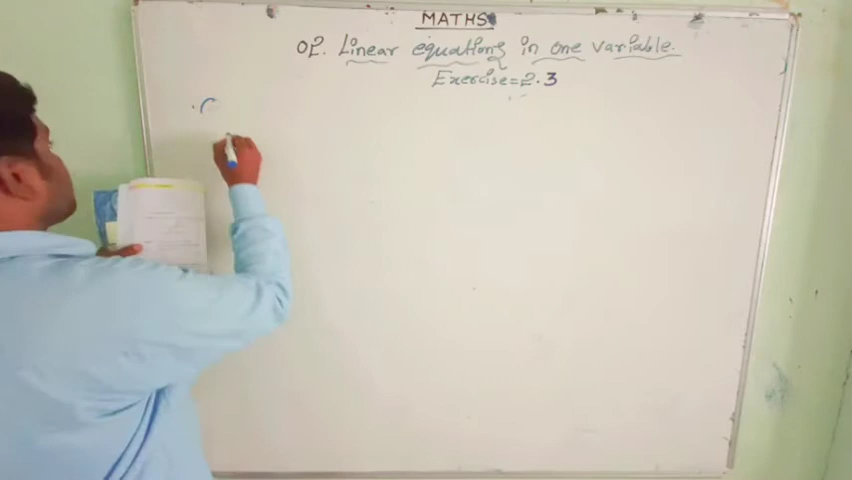 MATHS
02. Linear equations in one variable.
Exercise=2.3
(